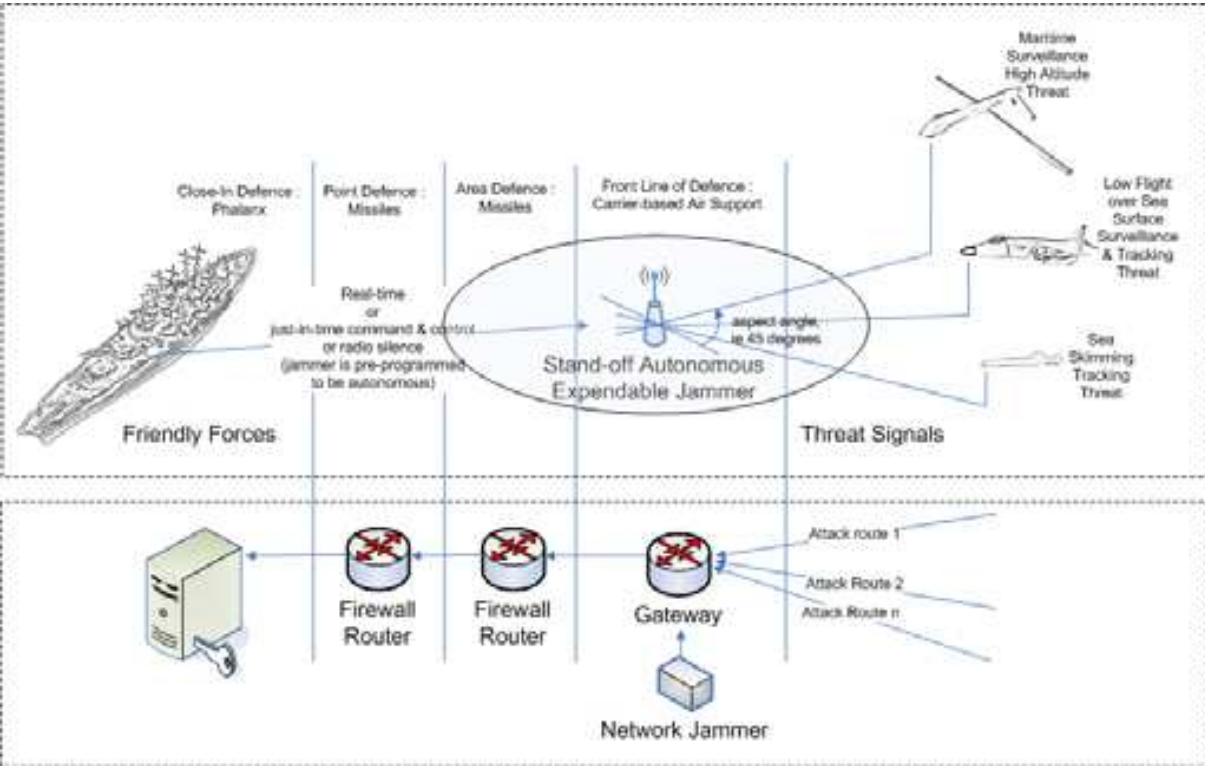 Maritime
Surveillance
High Altitude
Threat
Close-In Defence :
Phalanx
Point Defence :
Missiles
Area Defence :
Missiles
Front Line of Defence :
Carrier-based Air Support
Low Flight
over Sea
Surface
Surveillance
& Tracking
Threat
Real-time
or
just-in-time command & control
or radio silence
(jammer is pre-programmed
to be autonomous)
aspect angle,
ie 45 degrees
Stand-off Autonomous
Expendable Jammer
Sea
Skimming
Tracking
Threat
Friendly Forces
Threat Signals
Attack route 1
Attack Route 2
Attack Route n
Firewall
Router
Firewall
Router
Gateway
Network Jammer